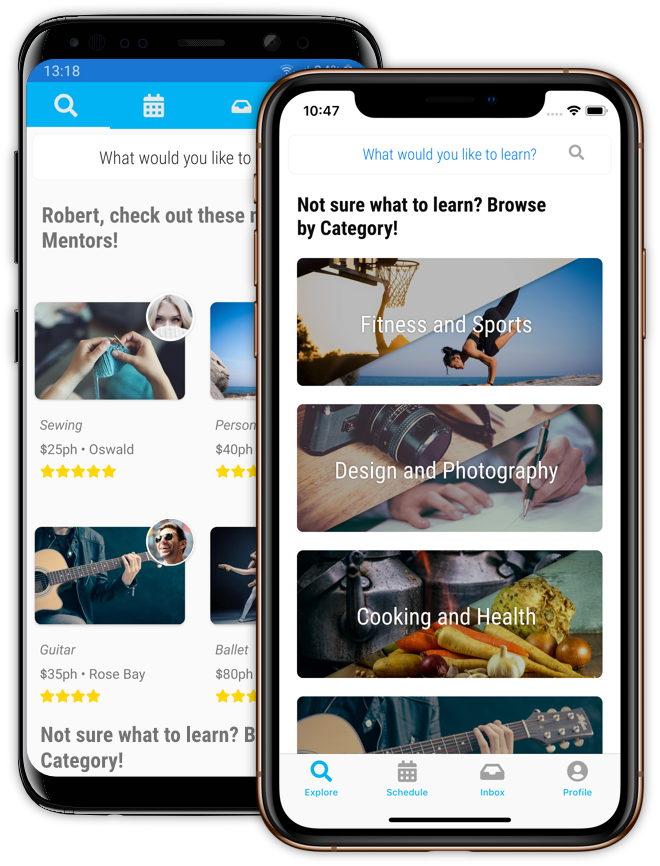 13:18
What would you like to
Robert, check out these
Mentors!
Sewing
$25ph • Oswald
Person
$40ph
Guitar
$35ph • Rose Bay
Ballet
$80ph
Not sure what to learn? B
Category!
10:47
What would you like to learn?
Not sure what to learn? Browse
by Category!
Fitness and Sports
Design and Photography
Cooking and Health
Explore
Schedule
Inbox
Profile